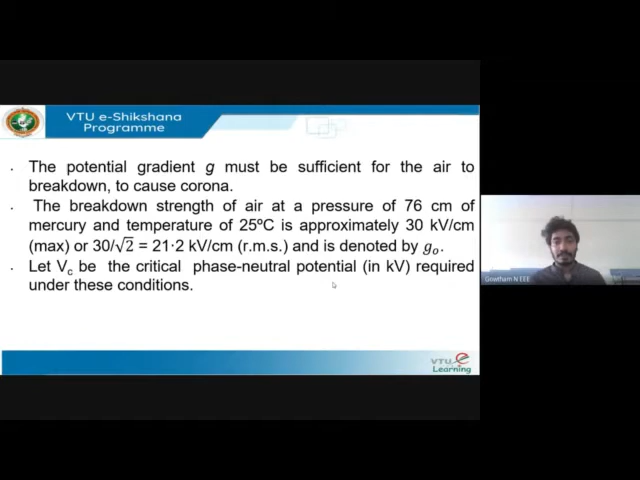 VTU e-Shikshana
Programme
· The potential gradient g must be sufficient for the air to
breakdown, to cause corona.
· The breakdown strength of air at a pressure of 76 cm of
mercury and temperature of 25ºC is approximately 30 kV/cm
(max) or 30/√2 = 21·2 kV/cm (r.m.s.) and is denoted by gₒ.
· Let Vc be the critical phase-neutral potential (in kV) required
under these conditions.
Gowtham N EEE
VTU e
Learning